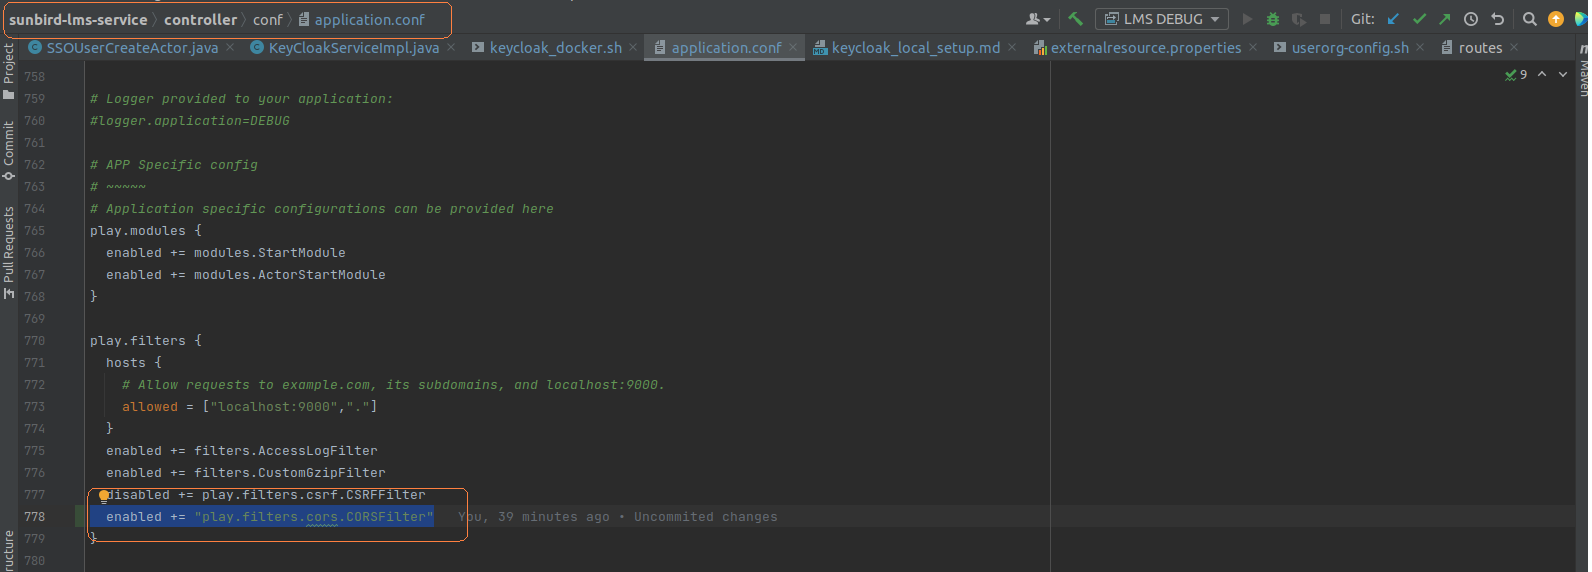 sunbird-lms-service 〉 controller 〉 conf 〉 application.conf
LMS DEBUG
Git:
SSOUserCreateActor.java
KeyCloakServiceImpl.java
keycloak_docker.sh
application.conf
keycloak_local_setup.md
externalresource.properties
userorg-config.sh
routes
Project
Commit
Pull Requests
ructure
Maven
9
758
759 # Logger provided to your application:
760 #logger.application=DEBUG
761
762 # APP Specific config
763 # ~~~~~
764 # Application specific configurations can be provided here
765 play.modules {
766 enabled += modules.StartModule
767 enabled += modules.ActorStartModule
768 }
769
770 play.filters {
771 hosts {
772 # Allow requests to example.com, its subdomains, and localhost:9000.
773 allowed = ["localhost:9000","."]
774 }
775 enabled += filters.AccessLogFilter
776 enabled += filters.CustomGzipFilter
777 disabled += play.filters.csrf.CSRFFilter
778 enabled += "play.filters.cors.CORSFilter" You, 39 minutes ago • Uncommited changes
779 }
780